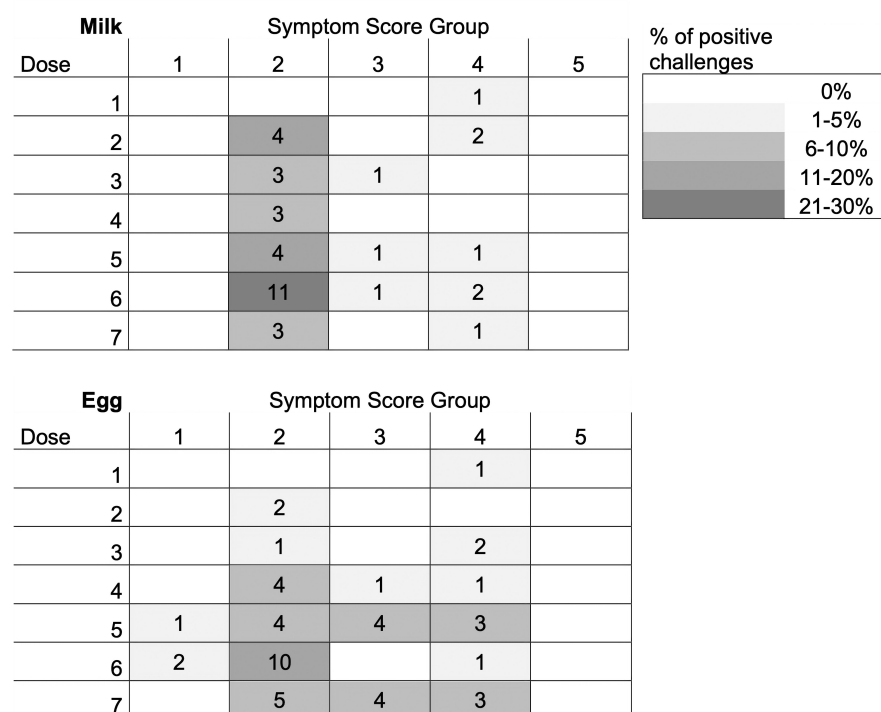 Milk Symptom Score Group
Dose 1 2 3 4 5
1 1
2 4 2
3 3 1
4 3
5 4 1 1
6 11 1 2
7 3 1
% of positive
challenges
0%
1-5%
6-10%
11-20%
21-30%
Egg Symptom Score Group
Dose 1 2 3 4 5
1 1
2 2
3 1 2
4 4 1 1
5 1 4 4 3
6 2 10 1
7 5 4 3